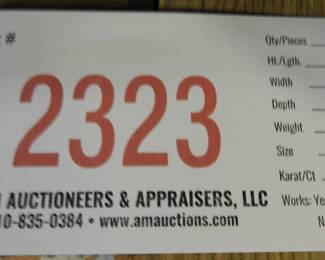 #
2323
AUCTIONEERS & APPRAISERS, LLC
10-835-0384 • www.amauctions.com
Qty/Pieces
Ht./Lgth.
Width
Depth
Weight
Size
Karat/Ct
Works: Ye
N